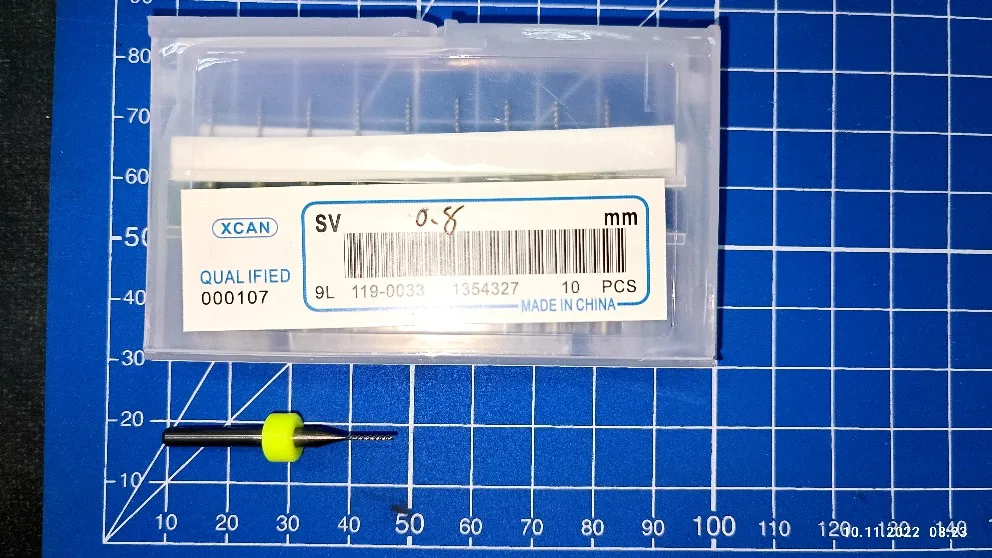 80
70
60
50
40
30
20
10
XCAN
QUALIFIED
000107
SV 0.8 mm
9L 119-0033 1354327 10 PCS
MADE IN CHINA
10 20 30 40 50 60 70 80 90 100 110 120 130 140
10.11.2022 08:23